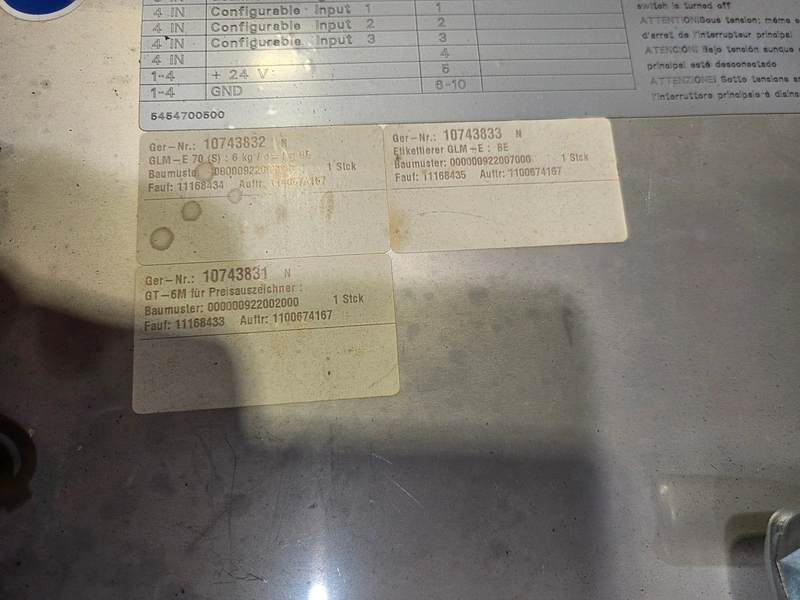 4 IN Configurable Input 1 1
4 IN Configurable Input 2 2
4 IN Configurable Input 3 3
4 IN 4
1-4 + 24 V 5
1-4 GND 6-10
5454700500
switch is turned off
ATTENTION!Sous tension; même s
d'arret de l'interrupteur principal
ATENCIÓN! Bajo tensión aunque
principal está desconectado
ATTENZIONE! Sotto tensione
l'interruttore principale è disins
Ger-Nr.: 10743832 N
GLM-E 70 (S) : 6 kg / BE
1 Stck
Fauf: 11168434 Auftr: 1100674167
Ger-Nr.: 10743833 N
Etikettierer GLM-E : BE
Baumuster: 000000922007000 1 Stck
Fauf: 11168435 Auftr: 1100674167
Ger-Nr.: 10743831 N
GT-6M für Preisauszeichner :
Baumuster: 000000922002000 1 Stck
Fauf: 11168433 Auftr: 1100674167